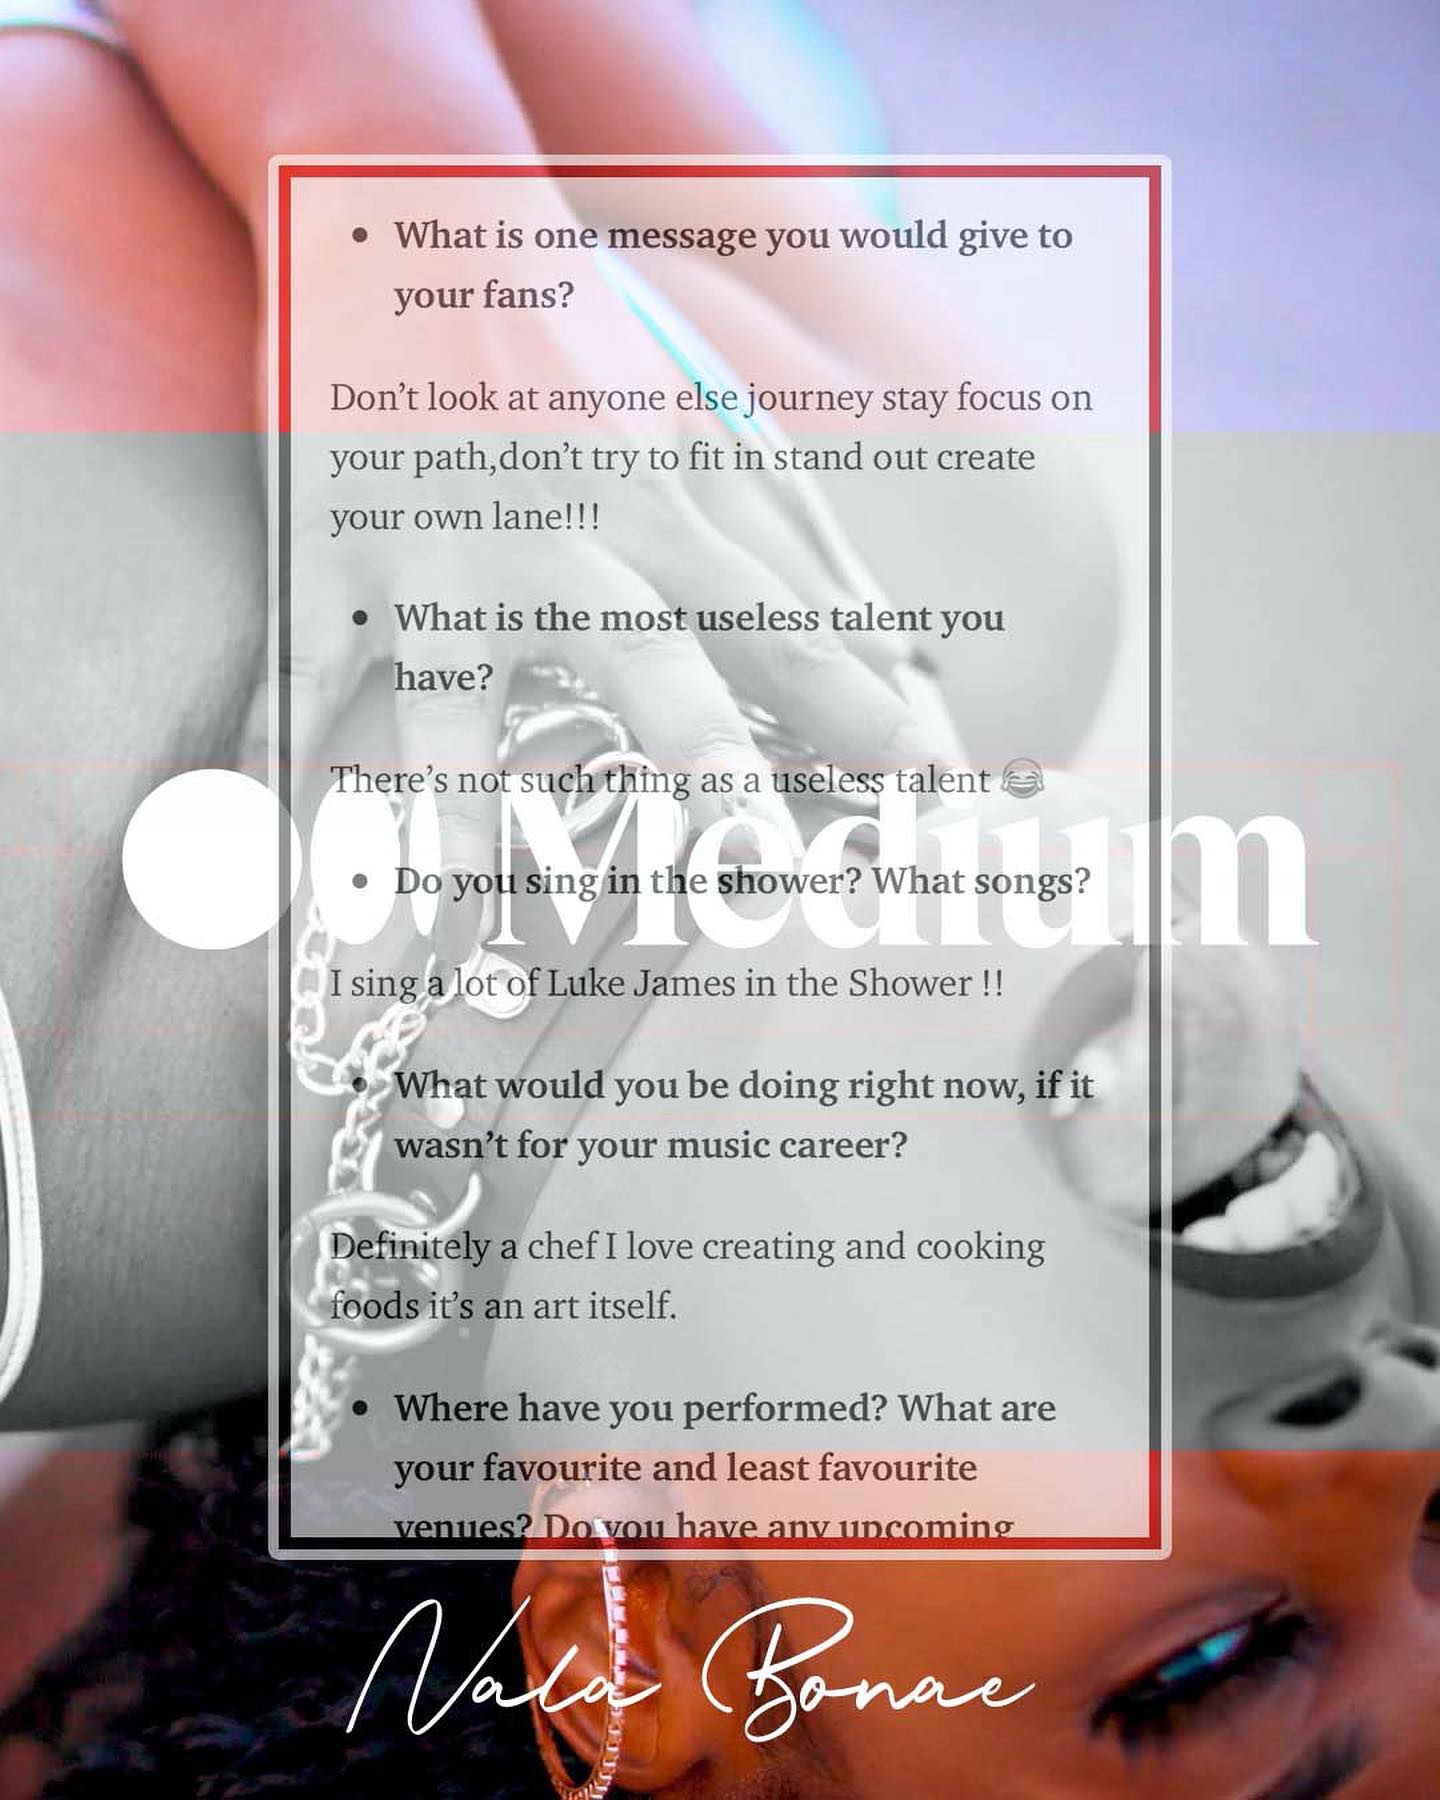 • What is one message you would give to
your fans?
Don’t look at anyone else journey stay focus on
your path,don’t try to fit in stand out create
your own lane!!!
• What is the most useless talent you
have?
There’s not such thing as a useless talent 😂
Medium
• Do you sing in the shower? What songs?
I sing a lot of Luke James in the Shower !!
• What would you be doing right now, if it
wasn’t for your music career?
Definitely a chef I love creating and cooking
foods it’s an art itself.
• Where have you performed? What are
your favourite and least favourite
venues? Do you have any upcoming
Nala Bonae